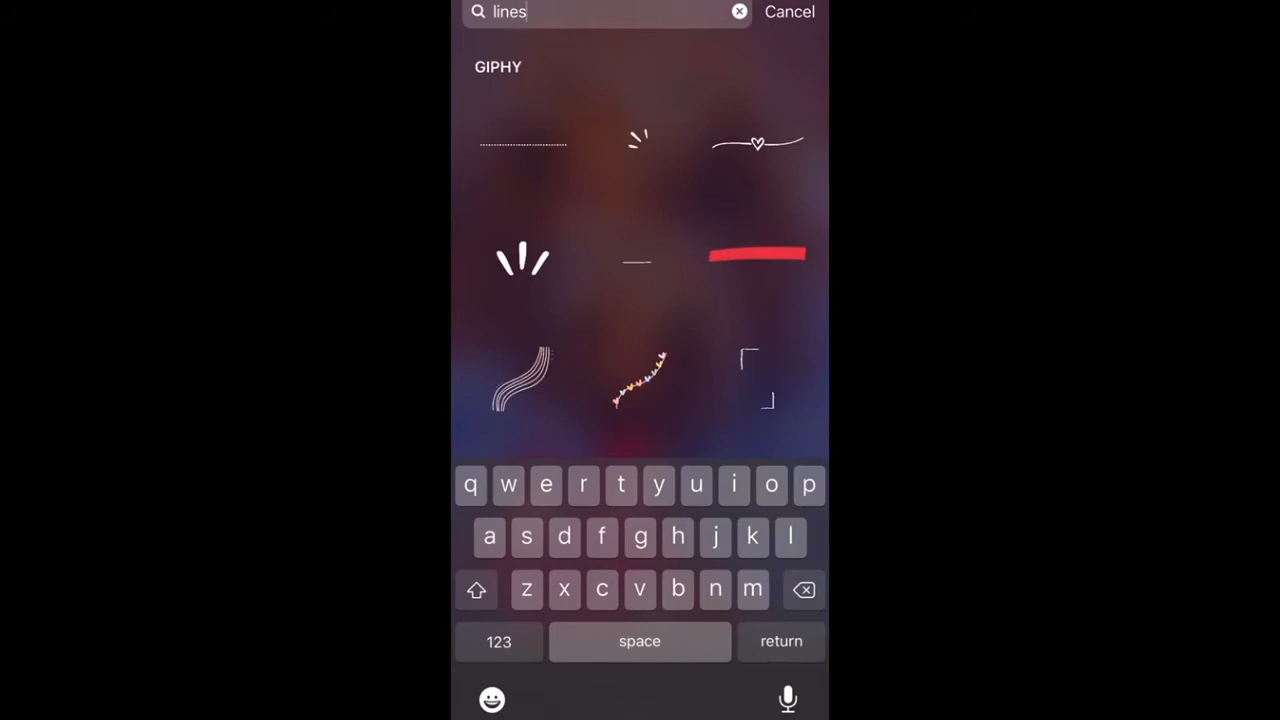 lines
Cancel
GIPHY
q w e r t y u i o p
a s d f g h j k l
z x c v b n m
123 space return